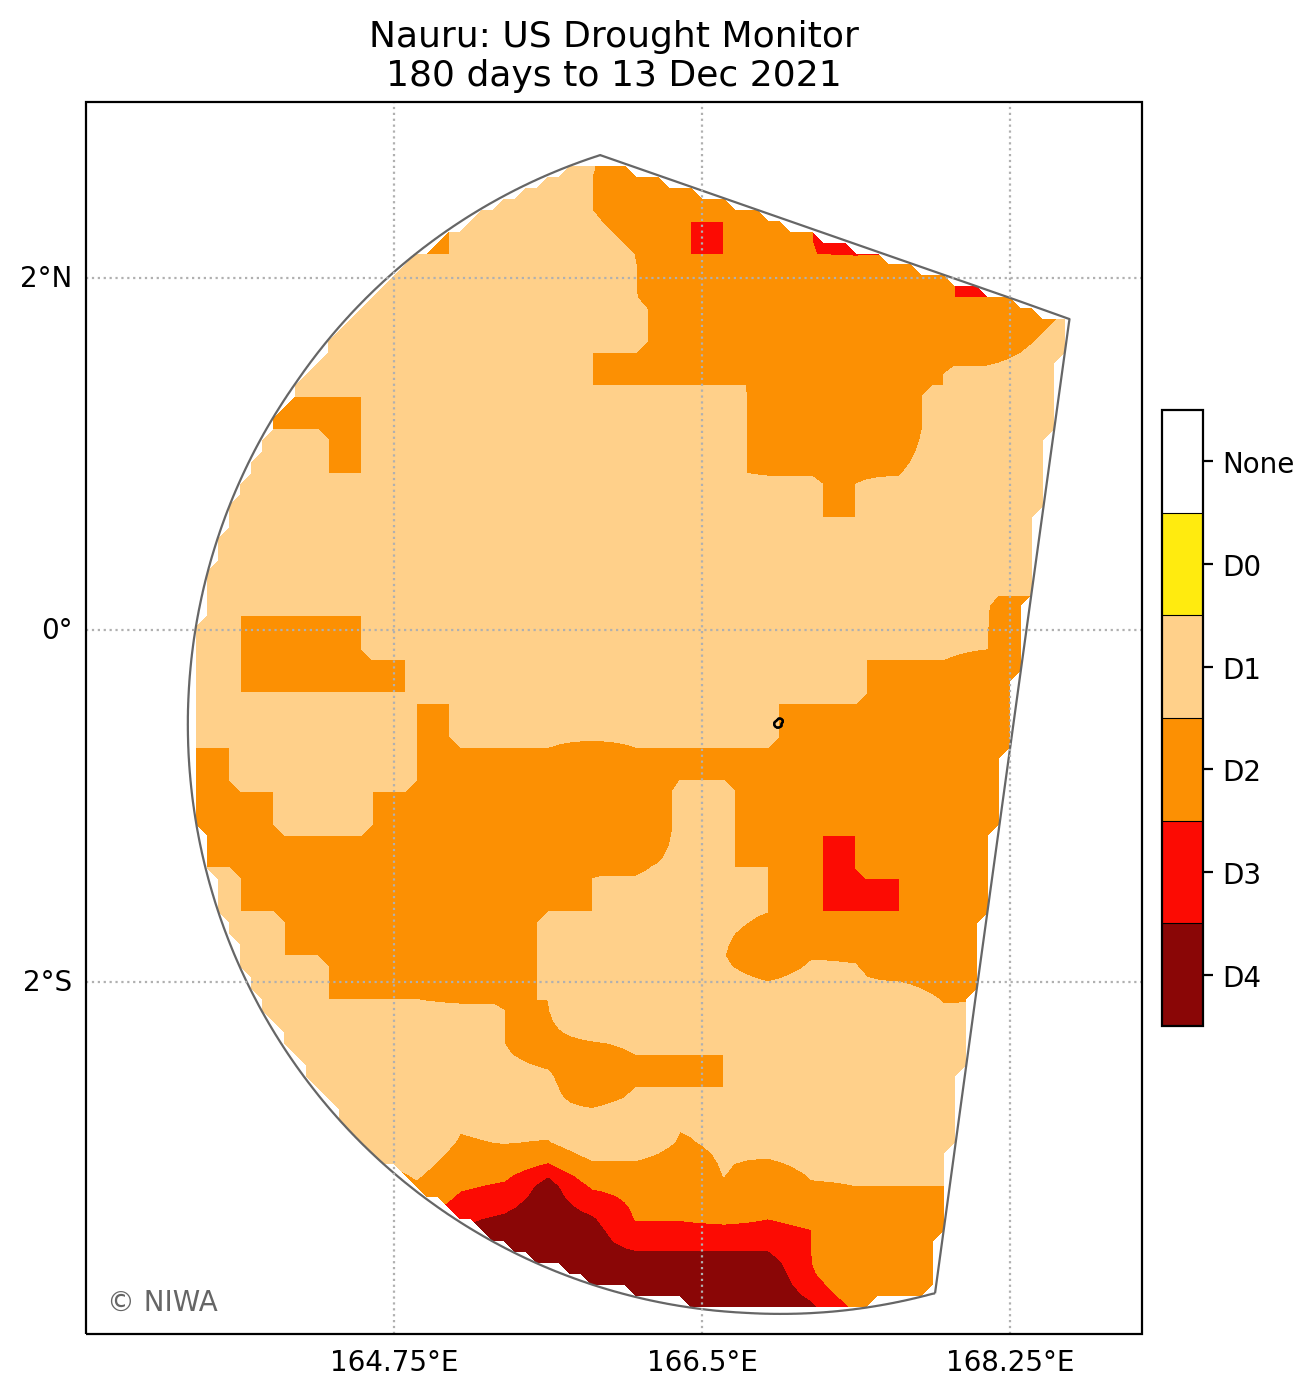 Nauru: US Drought Monitor
180 days to 13 Dec 2021
2°N
0°
2°S
164.75°E
166.5°E
168.25°E
None
D0
D1
D2
D3
D4
© NIWA